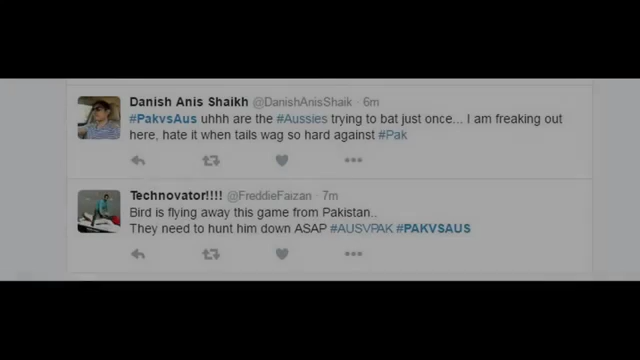 Danish Anis Shaikh @DanishAnisShaik · 6m
#PakvsAus uhhh are the #Aussies trying to bat just once... I am freaking out
here, hate it when tails wag so hard against #Pak
Technovator!!!! @FreddieFaizan · 7m
Bird is flying away this game from Pakistan..
They need to hunt him down ASAP #AUSVPAK #PAKVSAUS